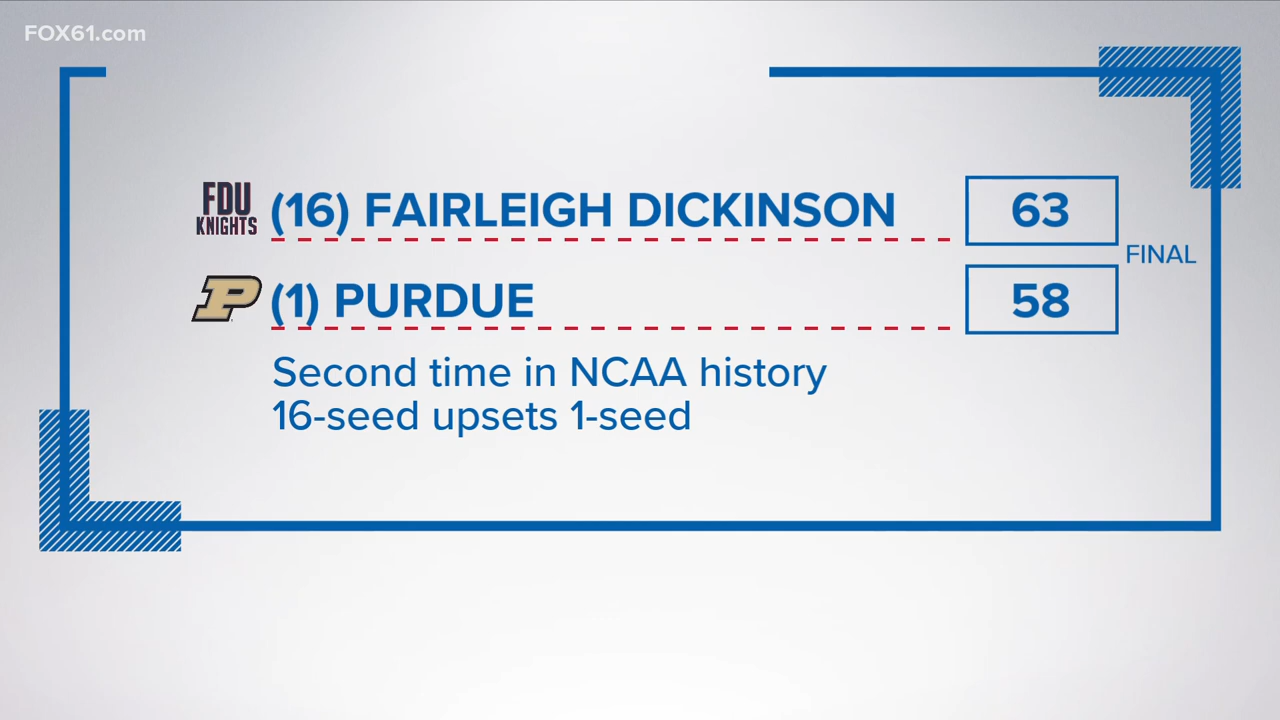 FOX61.com
FDU
KNIGHTS
(16) FAIRLEIGH DICKINSON 63
FINAL
P
(1) PURDUE 58
Second time in NCAA history
16-seed upsets 1-seed